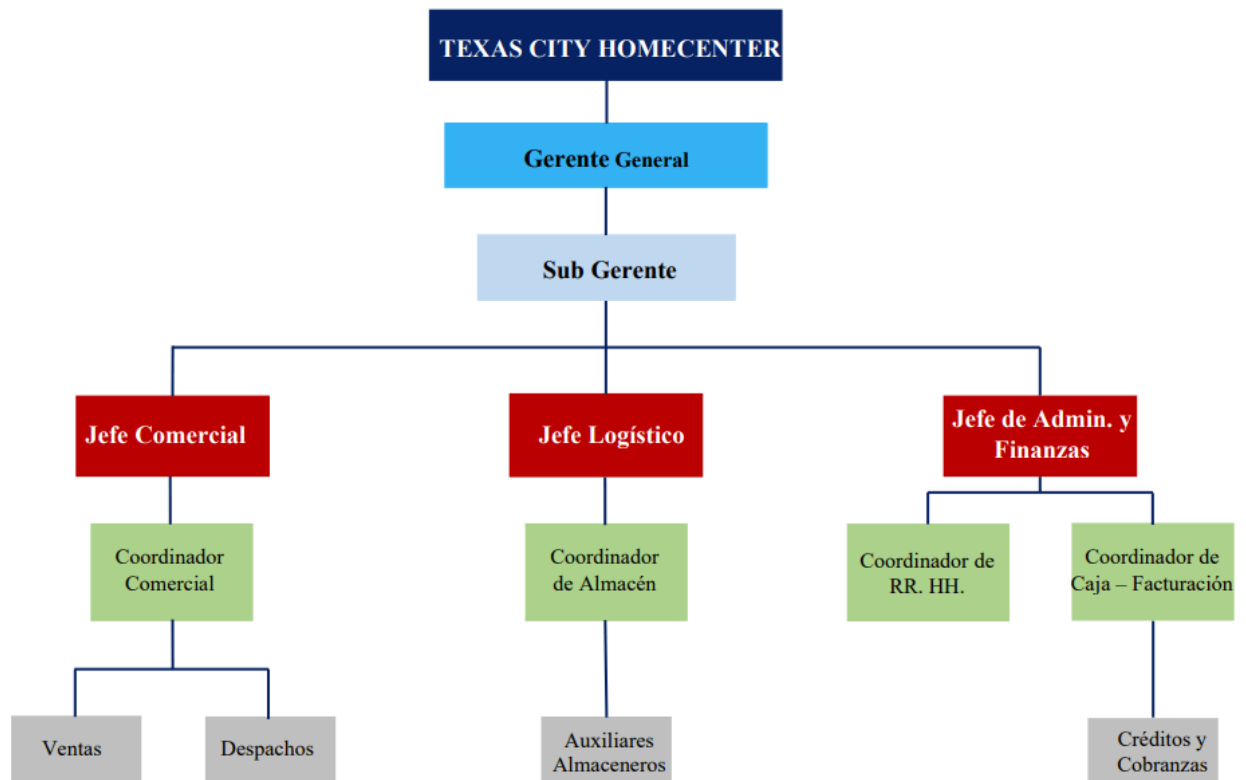 TEXAS CITY HOMECENTER
Gerente General
Sub Gerente
Jefe Comercial
Jefe Logístico
Jefe de Admin. y
Finanzas
Coordinador
Comercial
Coordinador
de Almacén
Coordinador de
RR. HH.
Coordinador de
Caja – Facturación
Ventas
Despachos
Auxiliares
Almaceneros
Créditos y
Cobranzas